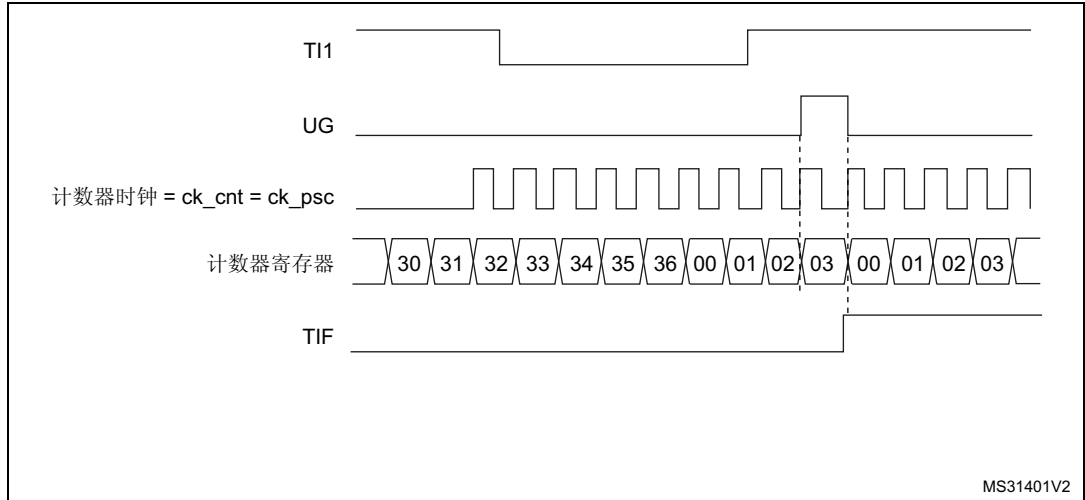 TI1
UG
计数器时钟 = ck_cnt = ck_psc
计数器寄存器 30 31 32 33 34 35 36 00 01 02 03 00 01 02 03
TIF
MS31401V2